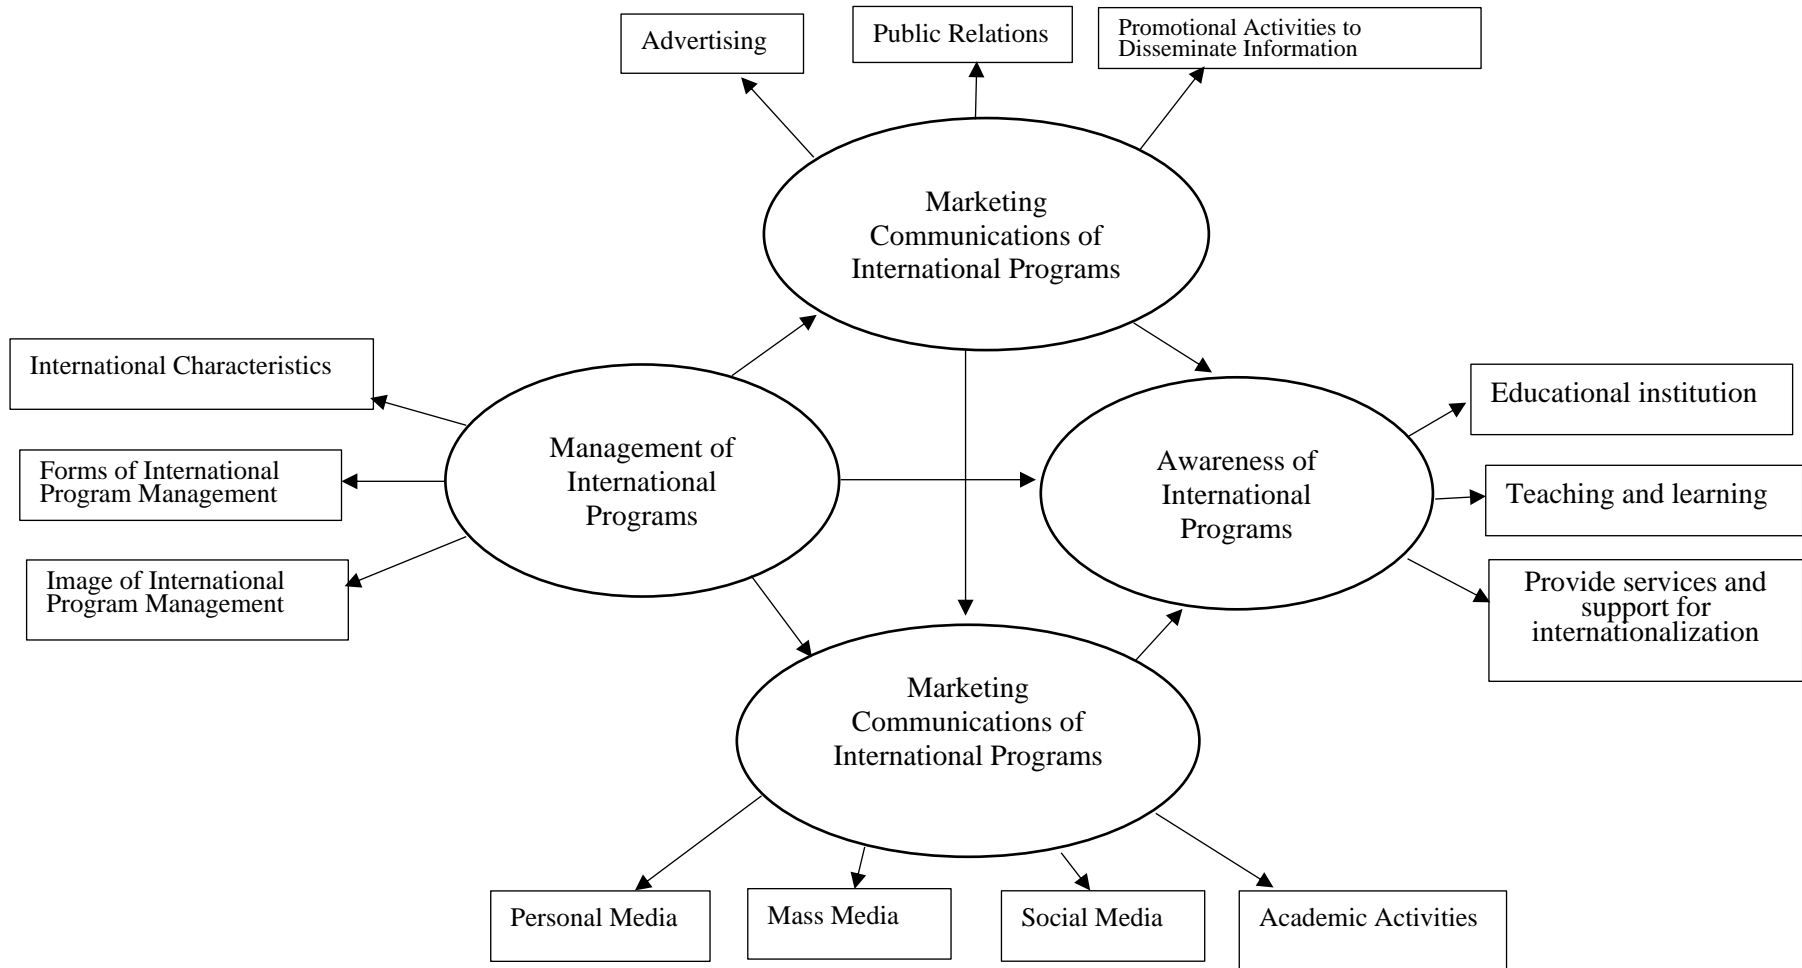 Advertising
Public Relations
Promotional Activities to
Disseminate Information
Marketing
Communications of
International Programs
International Characteristics
Forms of International
Program Management
Image of International
Program Management
Management of
International
Programs
Awareness of
International
Programs
Educational institution
Teaching and learning
Provide services and
support for
internationalization
Marketing
Communications of
International Programs
Personal Media
Mass Media
Social Media
Academic Activities